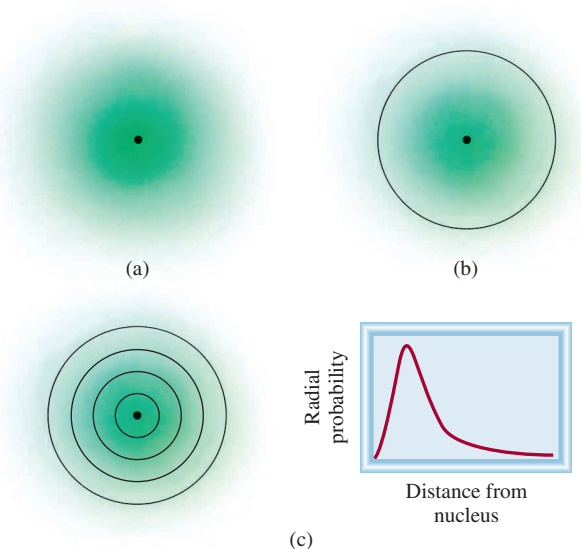 (a)
(b)
Radial
probability
Distance from
nucleus
(c)